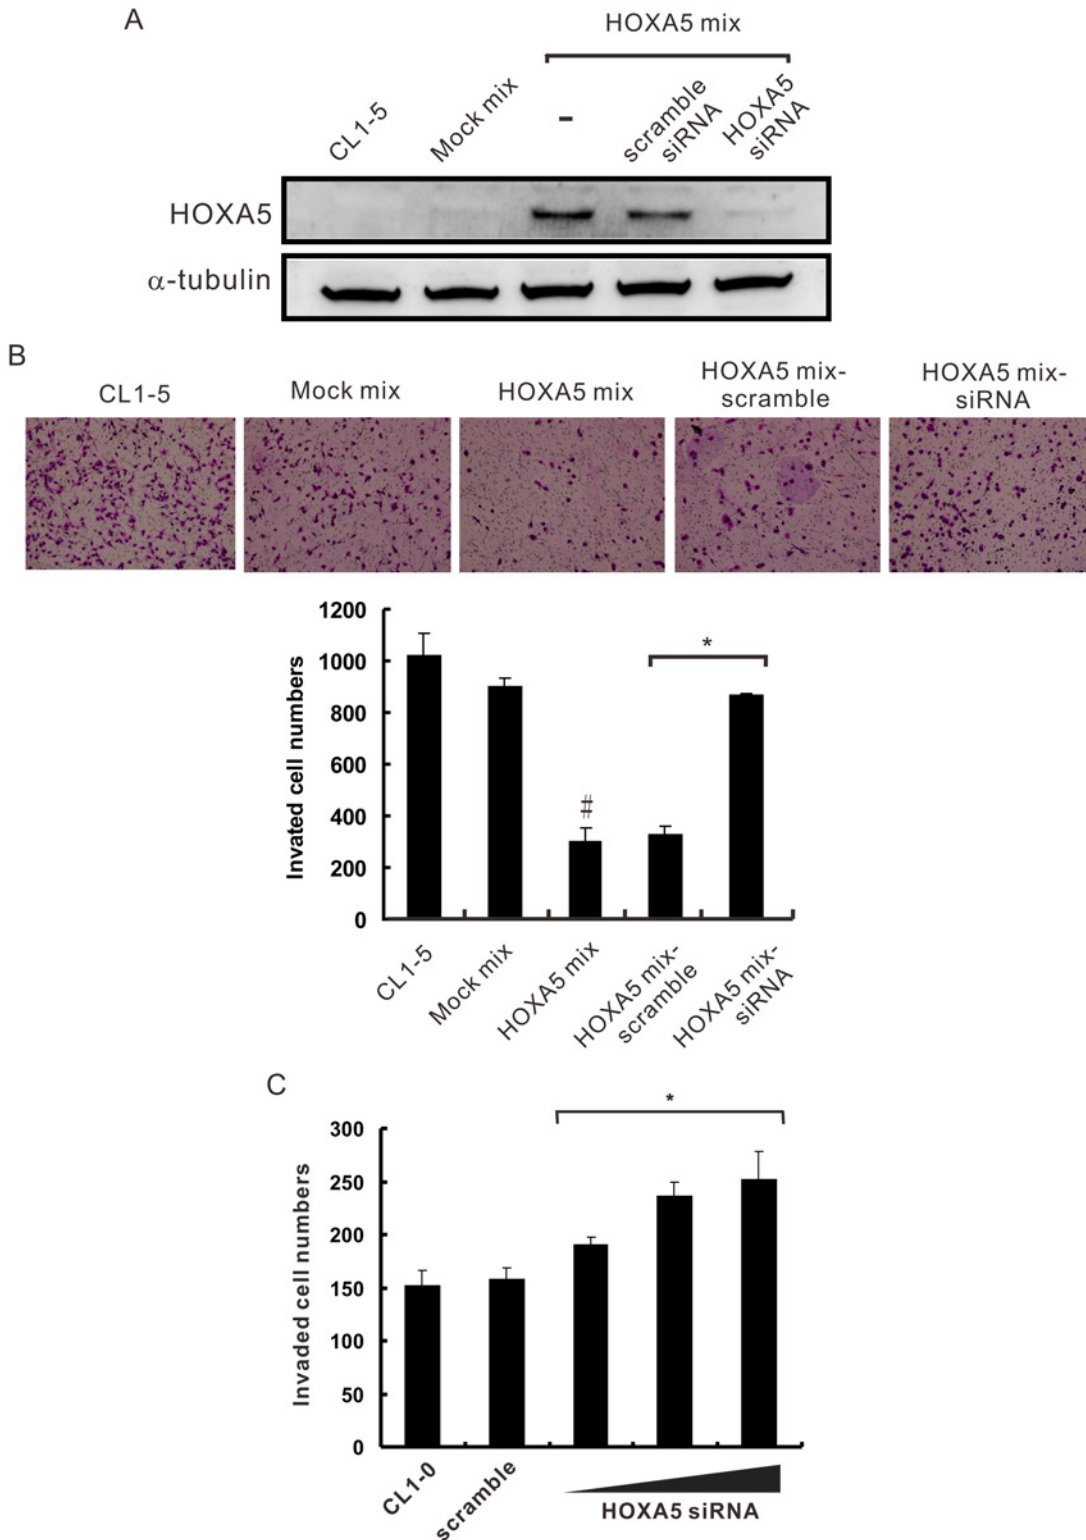 A
HOXA5 mix
CL1-5
Mock mix
-
scramble
siRNA
HOXA5
siRNA
HOXA5
α-tubulin
B
CL1-5
Mock mix
HOXA5 mix
HOXA5 mix-
scramble
HOXA5 mix-
siRNA
1200
1000
800
600
400
200
0
Invated cell numbers
#
*
CL1-5
Mock mix
HOXA5 mix
HOXA5 mix-
scramble
HOXA5 mix-
siRNA
C
*
300
250
200
150
100
50
0
Invaded cell numbers
CL1-0
scramble
HOXA5 siRNA